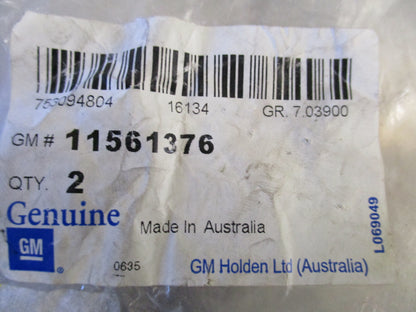 753094804 16134 GR. 7.03900
GM # 11561376
QTY. 2
Genuine
Made In Australia
GM
0635
GM Holden Ltd (Australia)
L069049